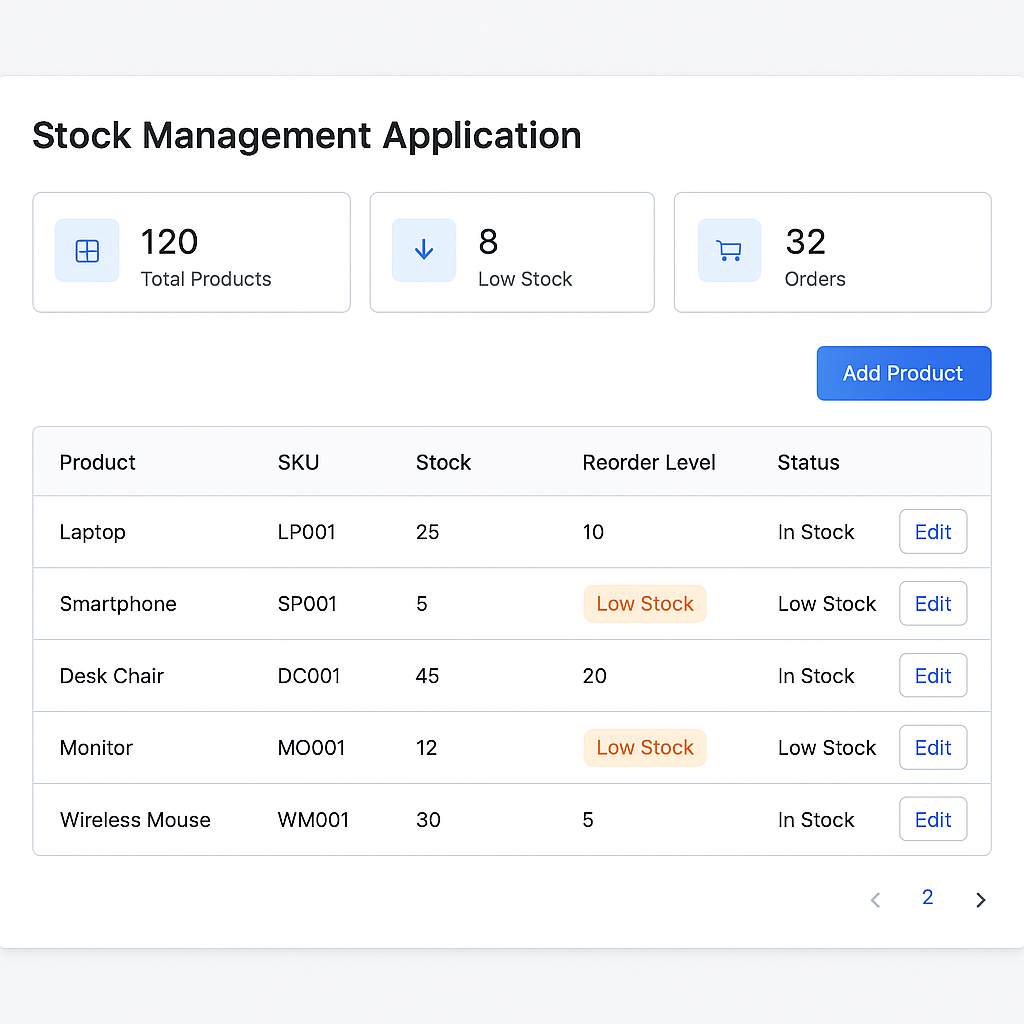 Stock Management Application
120
Total Products
8
Low Stock
32
Orders
Add Product
Product SKU Stock Reorder Level Status
Laptop LP001 25 10 In Stock Edit
Smartphone SP001 5 Low Stock Low Stock Edit
Desk Chair DC001 45 20 In Stock Edit
Monitor MO001 12 Low Stock Low Stock Edit
Wireless Mouse WM001 30 5 In Stock Edit
2